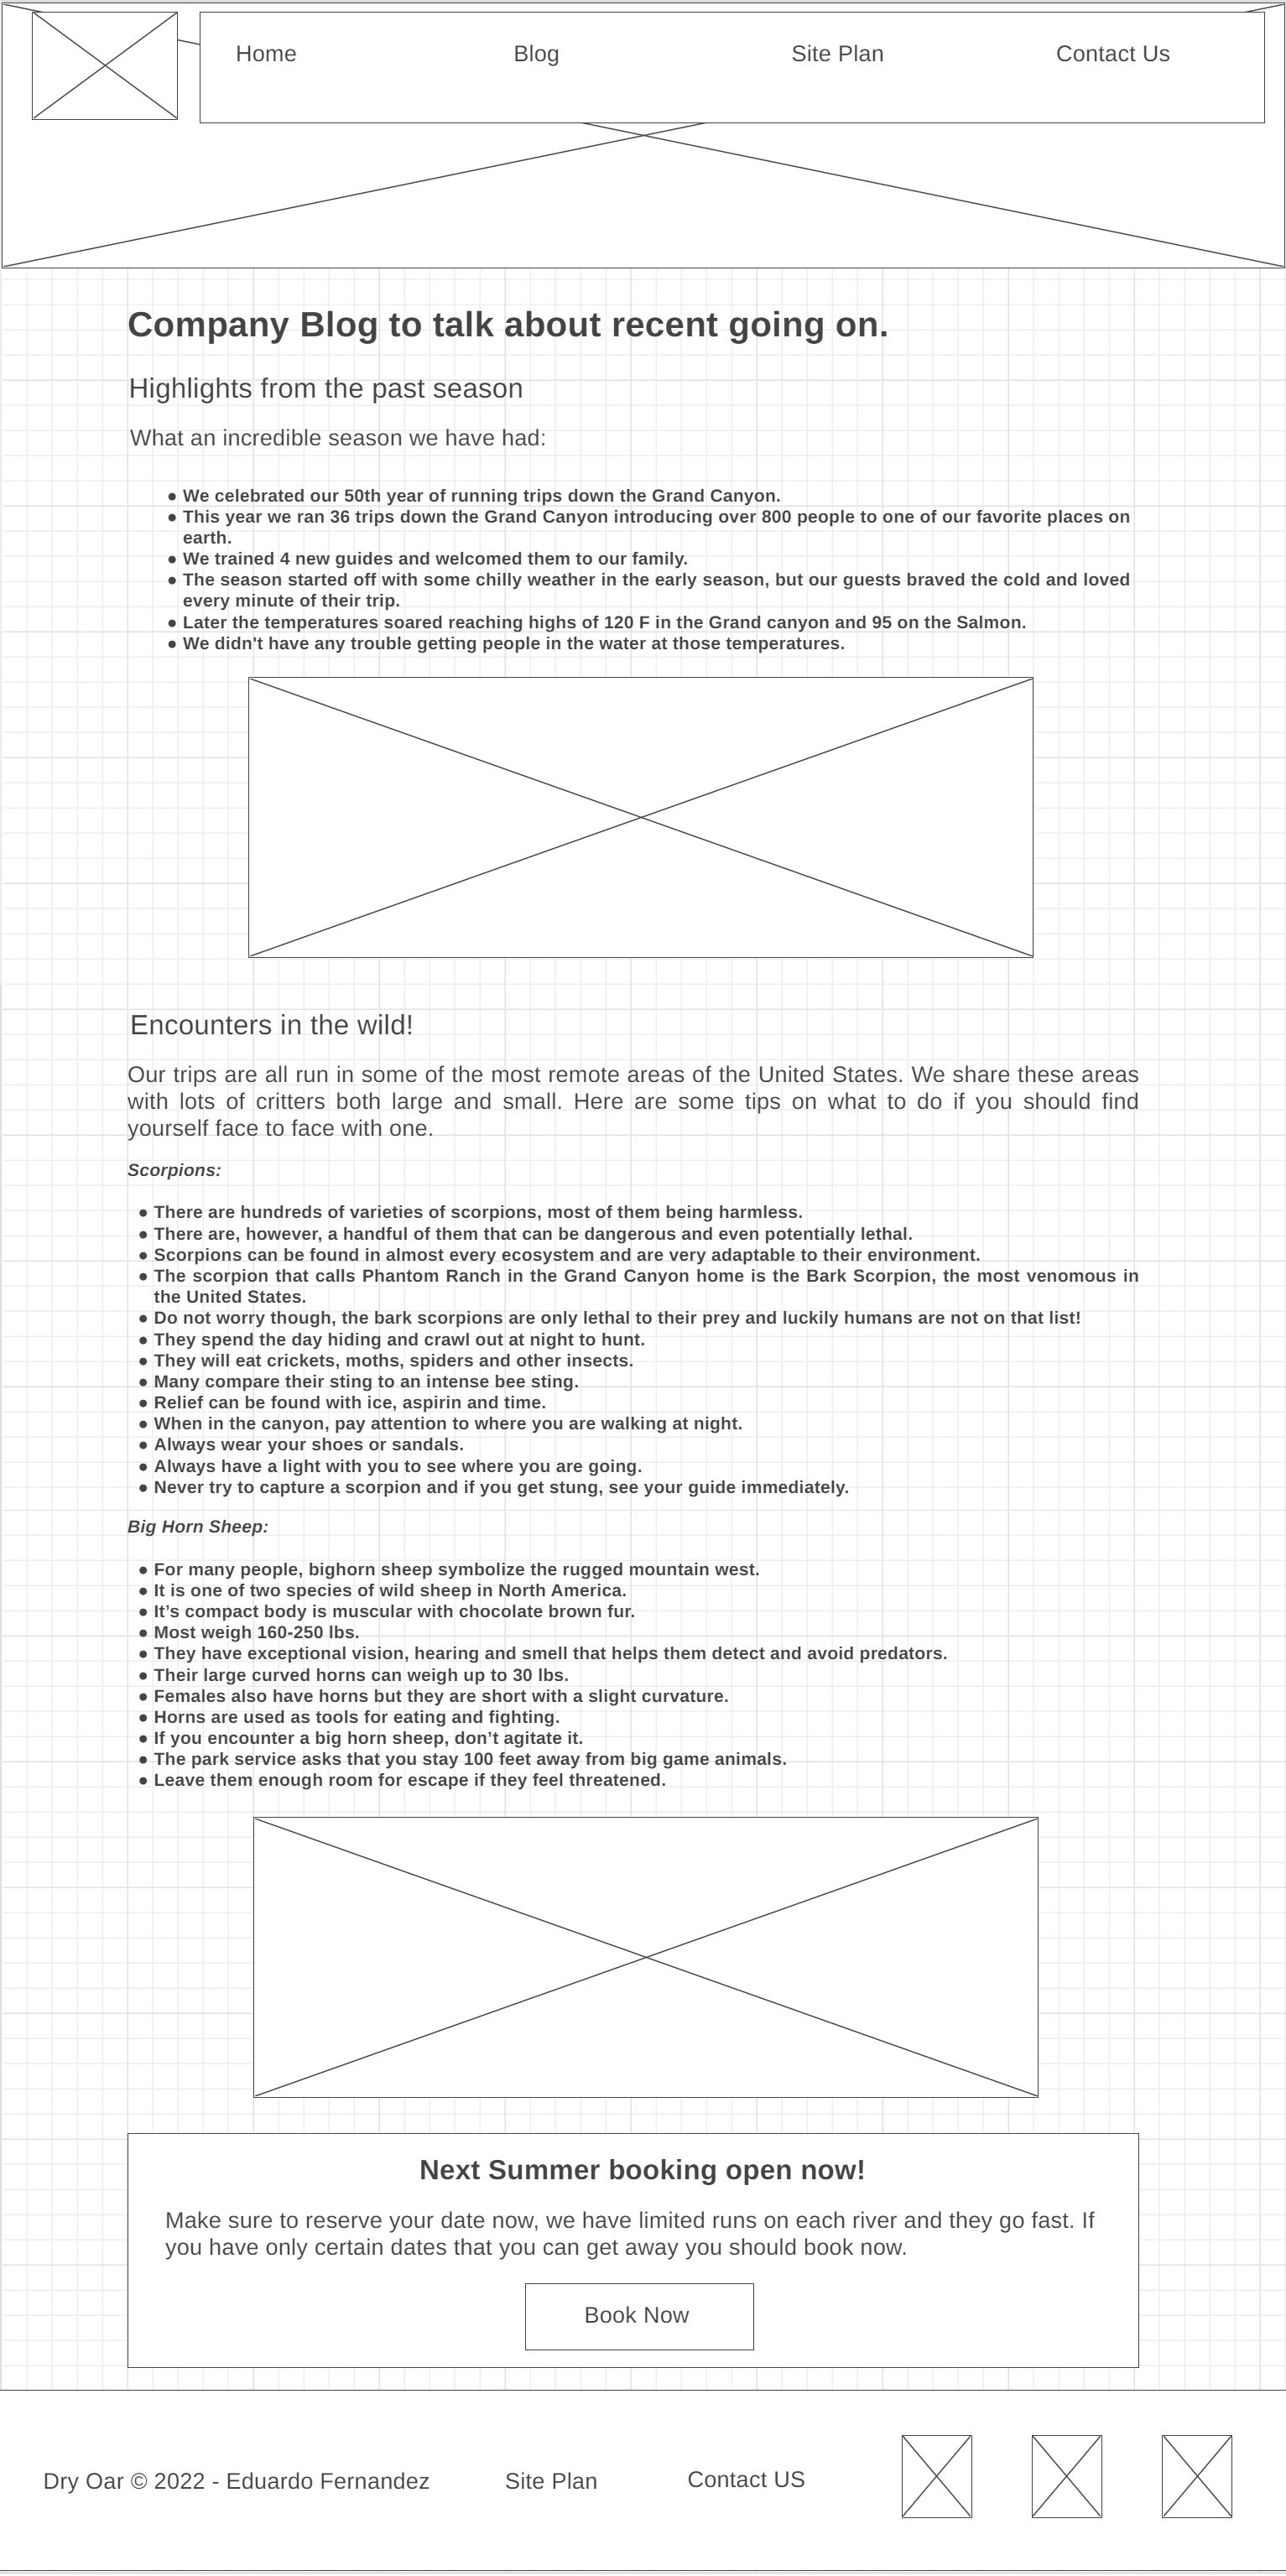 Home Blog Site Plan Contact Us
Company Blog to talk about recent going on.
Highlights from the past season
What an incredible season we have had:
● We celebrated our 50th year of running trips down the Grand Canyon.
● This year we ran 36 trips down the Grand Canyon introducing over 800 people to one of our favorite places on
earth.
● We trained 4 new guides and welcomed them to our family.
● The season started off with some chilly weather in the early season, but our guests braved the cold and loved
every minute of their trip.
● Later the temperatures soared reaching highs of 120 F in the Grand canyon and 95 on the Salmon.
● We didn't have any trouble getting people in the water at those temperatures.
Encounters in the wild!
Our trips are all run in some of the most remote areas of the United States. We share these areas
with lots of critters both large and small. Here are some tips on what to do if you should find
yourself face to face with one.
Scorpions:
● There are hundreds of varieties of scorpions, most of them being harmless.
● There are, however, a handful of them that can be dangerous and even potentially lethal.
● Scorpions can be found in almost every ecosystem and are very adaptable to their environment.
● The scorpion that calls Phantom Ranch in the Grand Canyon home is the Bark Scorpion, the most venomous in
the United States.
● Do not worry though, the bark scorpions are only lethal to their prey and luckily humans are not on that list!
● They spend the day hiding and crawl out at night to hunt.
● They will eat crickets, moths, spiders and other insects.
● Many compare their sting to an intense bee sting.
● Relief can be found with ice, aspirin and time.
● When in the canyon, pay attention to where you are walking at night.
● Always wear your shoes or sandals.
● Always have a light with you to see where you are going.
● Never try to capture a scorpion and if you get stung, see your guide immediately.
Big Horn Sheep:
● For many people, bighorn sheep symbolize the rugged mountain west.
● It is one of two species of wild sheep in North America.
● It’s compact body is muscular with chocolate brown fur.
● Most weigh 160-250 lbs.
● They have exceptional vision, hearing and smell that helps them detect and avoid predators.
● Their large curved horns can weigh up to 30 lbs.
● Females also have horns but they are short with a slight curvature.
● Horns are used as tools for eating and fighting.
● If you encounter a big horn sheep, don’t agitate it.
● The park service asks that you stay 100 feet away from big game animals.
● Leave them enough room for escape if they feel threatened.
Next Summer booking open now!
Make sure to reserve your date now, we have limited runs on each river and they go fast. If
you have only certain dates that you can get away you should book now.
Book Now
Dry Oar © 2022 - Eduardo Fernandez Site Plan Contact US